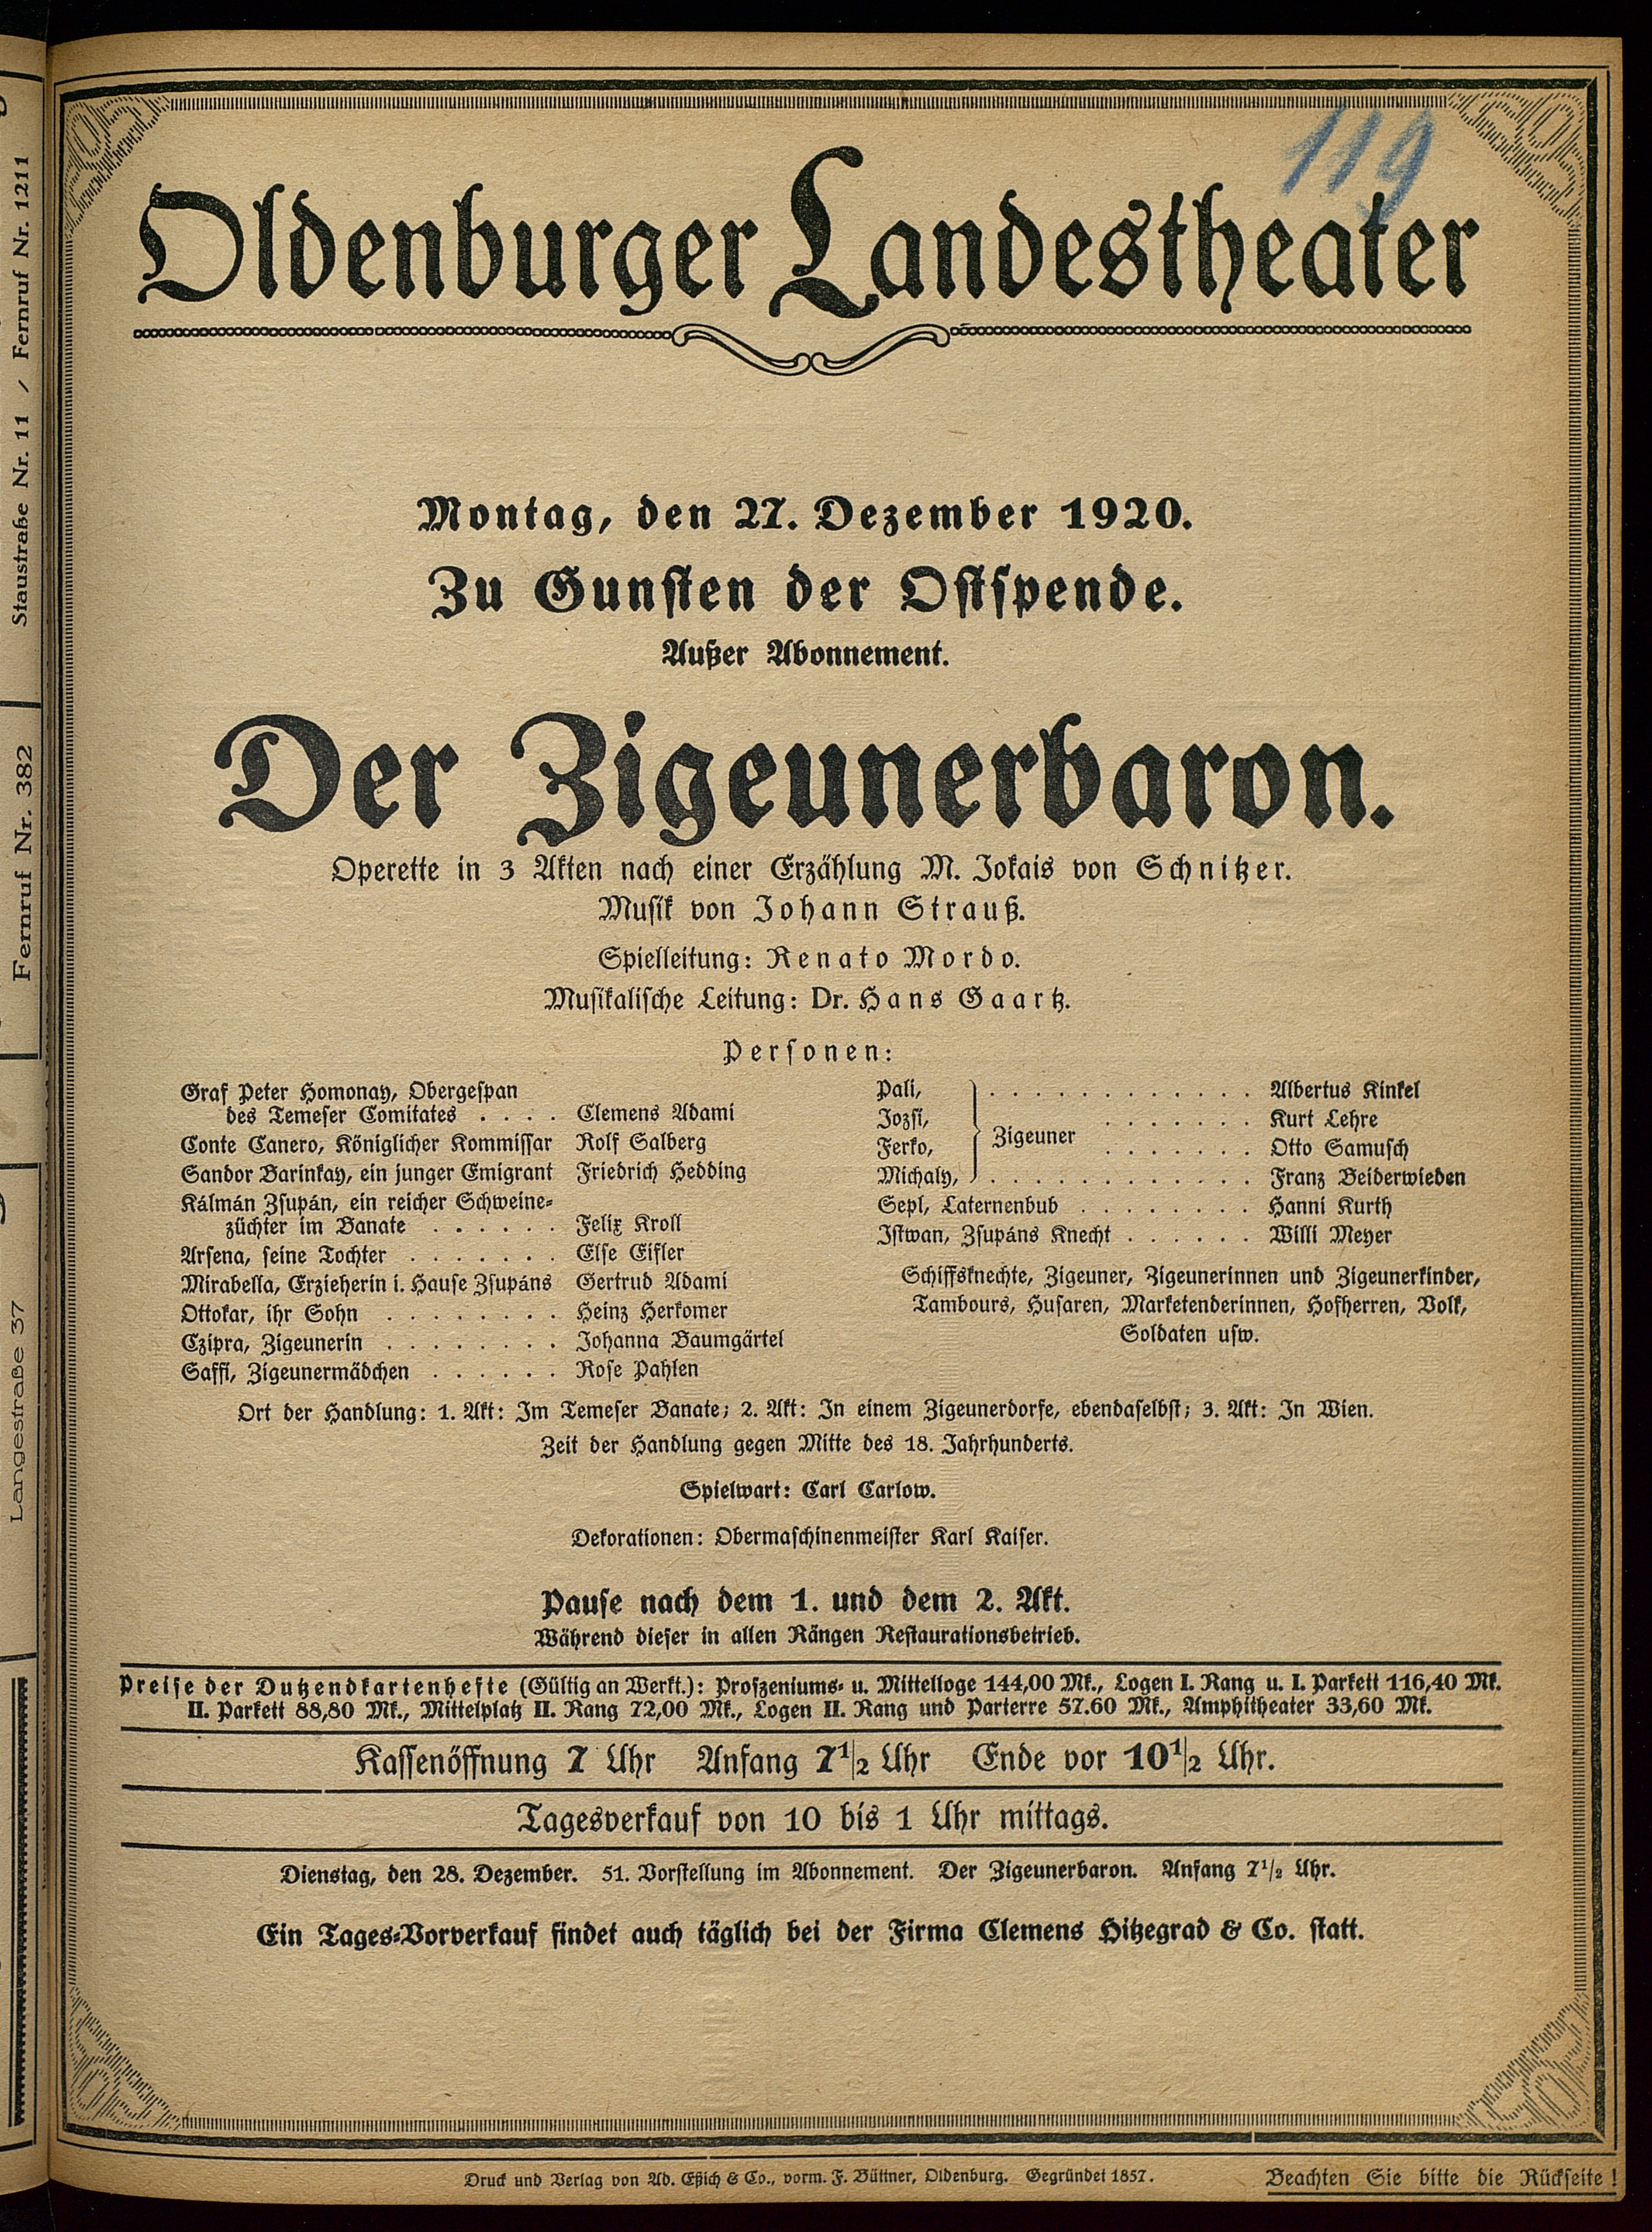 119
Oldenburger Landestheater
Montag, den 27. Dezember 1920.
Zu Gunsten der Ostspende.
Außer Abonnement.
Der Zigeunerbaron.
Operette in 3 Akten nach einer Erzählung M. Jokais von Schnitzer.
Musik von Johann Strauß.
Spielleitung: Renato Mordo.
Musikalische Leitung: Dr. Hans Gaartz.
Personen:
Graf Peter Homonay, Obergespan
des Temeser Comitates . . . . Clemens Adami
Conte Canero, Königlicher Kommissar Rolf Salberg
Sandor Barinkay, ein junger Emigrant Friedrich Hedding
Kálmán Zsupán, ein reicher Schweine-
züchter im Banate . . . . . . Felix Kroll
Arsena, seine Tochter . . . . . . . Else Eifler
Mirabella, Erzieherin i. Hause Zsupáns Gertrud Adami
Ottokar, ihr Sohn . . . . . . . . Heinz Herkomer
Czipra, Zigeunerin . . . . . . . . Johanna Baumgärtel
Saffi, Zigeunermädchen . . . . . . Rose Pahlen
Pali, . . . . . . . . . . . . Albertus Kinkel
Jozsi, . . . . . . . Kurt Lehre
Zigeuner
Ferko, . . . . . . . Otto Samusch
Michaly, . . . . . . . . . . . . Franz Beiderwieden
Sepl, Laternenbub . . . . . . . . Hanni Kurth
Istwan, Zsupáns Knecht . . . . . . Willi Meyer
Schiffsknechte, Zigeuner, Zigeunerinnen und Zigeunerkinder,
Tambours, Husaren, Marketenderinnen, Hofherren, Volk,
Soldaten usw.
Ort der Handlung: 1. Akt: Im Temeser Banate; 2. Akt: In einem Zigeunerdorfe, ebendaselbst; 3. Akt: In Wien.
Zeit der Handlung gegen Mitte des 18. Jahrhunderts.
Spielwart: Carl Carlow.
Dekorationen: Obermaschinenmeister Karl Kaiser.
Pause nach dem 1. und dem 2. Akt.
Während dieser in allen Rängen Restaurationsbetrieb.
Preise der Dutzendkartenhefte (Gültig an Werkt.): Proszeniums- u. Mittelloge 144,00 Mk., Logen I. Rang u. I. Parkett 116,40 Mk.
II. Parkett 88,80 Mk., Mittelplatz II. Rang 72,00 Mk., Logen II. Rang und Parterre 57.60 Mk., Amphitheater 33,60 Mk.
Kassenöffnung 7 Uhr Anfang 7½ Uhr Ende vor 10½ Uhr.
Tagesverkauf von 10 bis 1 Uhr mittags.
Dienstag, den 28. Dezember. 51. Vorstellung im Abonnement. Der Zigeunerbaron. Anfang 7½ Uhr.
Ein Tages-Vorverkauf findet auch täglich bei der Firma Clemens Hitzegrad & Co. statt.
Druck und Verlag von Ad. Eßich & Co., vorm. F. Büttner, Oldenburg. Gegründet 1857.
Beachten Sie bitte die Rückseite!
Staustraße Nr. 11 / Fernruf Nr. 1211
Fernruf Nr. 382
Langestraße 37